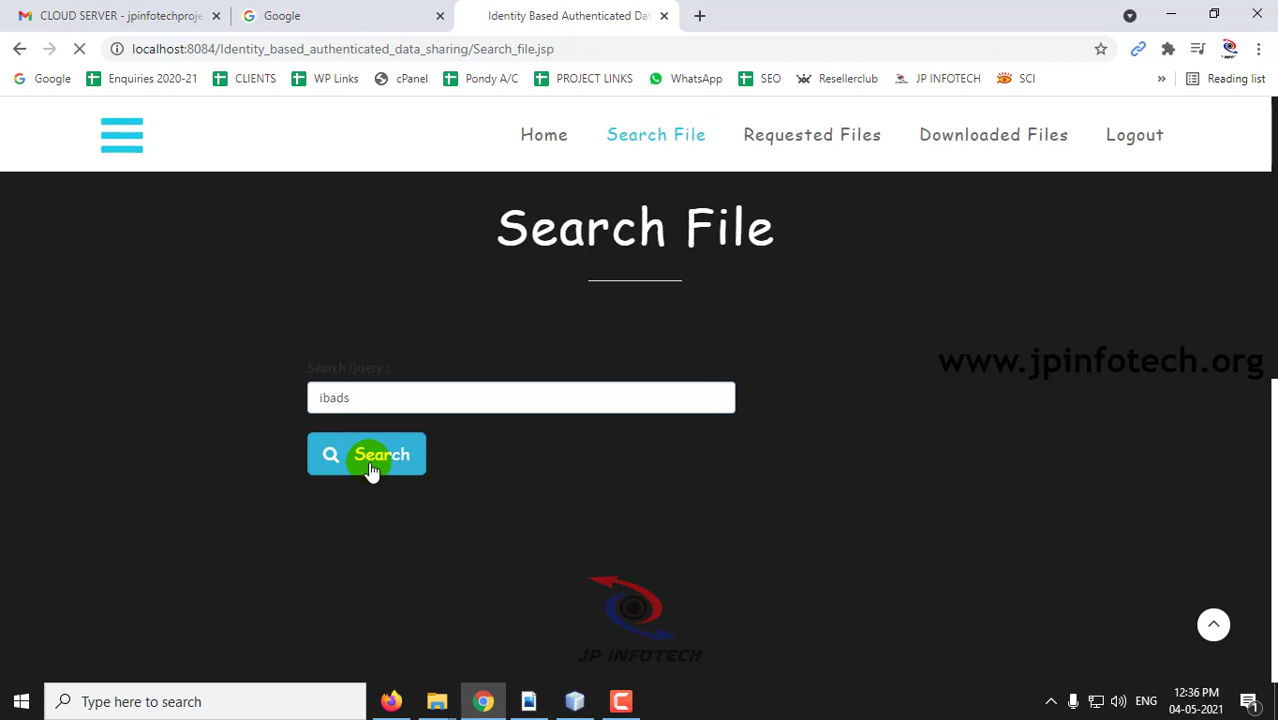 CLOUD SERVER - jpinfotechproje
Google
Identity Based Authenticated Dat
localhost:8084/Identity_based_authenticated_data_sharing/Search_file.jsp
Google
Enquiries 2020-21
CLIENTS
WP Links
cPanel
Pondy A/C
PROJECT LINKS
WhatsApp
SEO
Resellerclub
JP INFOTECH
SCI
»
Reading list
Home
Search File
Requested Files
Downloaded Files
Logout
Search File
www.jpinfotech.org
Search Query :
ibads
Search
JP INFOTECH
Type here to search
ENG
12:36 PM
04-05-2021
1